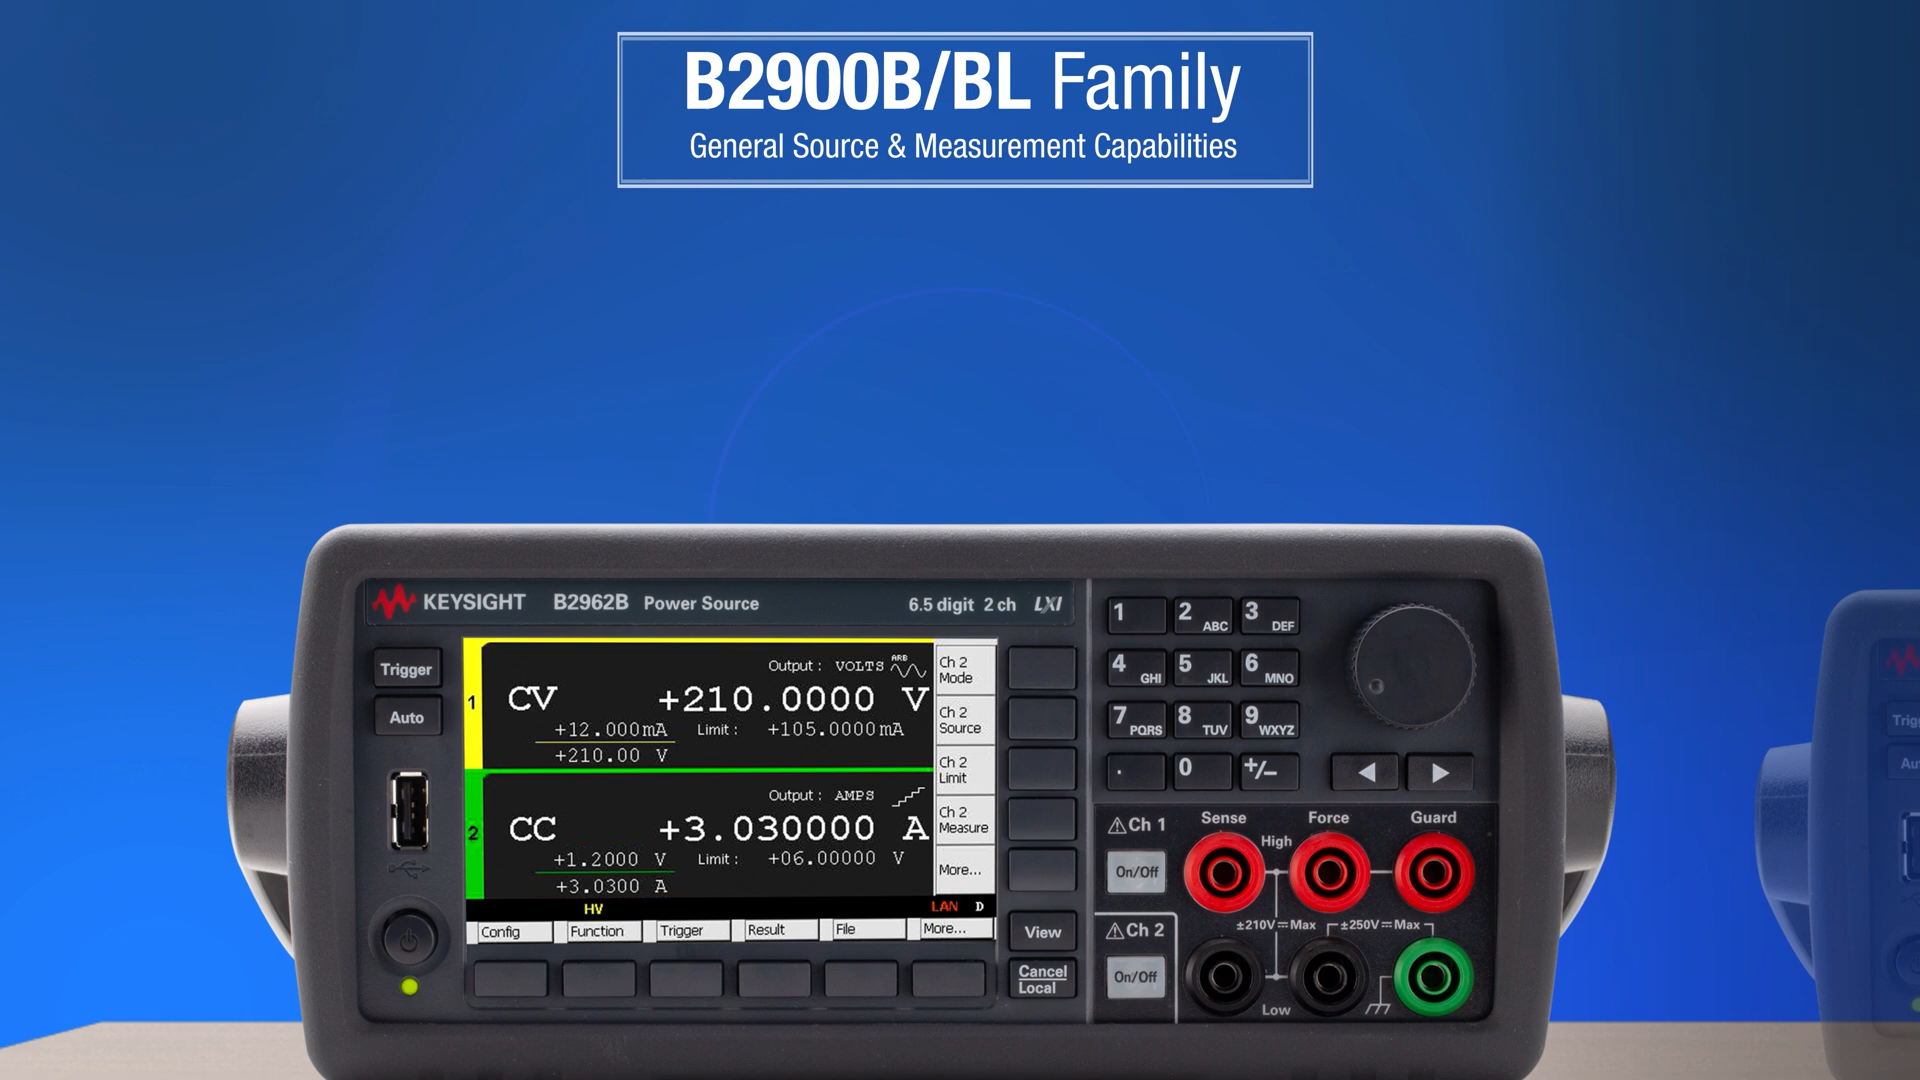 B2900B/BL Family
General Source & Measurement Capabilities
KEYSIGHT B2962B Power Source 6.5 digit 2 ch LXI
Trigger
Auto
1
Output : VOLTS ARB
CV +210.0000 V
+12.000mA Limit : +105.0000mA
+210.00 V
2
Output : AMPS
CC +3.030000 A
+1.2000 V Limit : +06.00000 V
+3.0300 A
HV LAN D
Ch 2
Mode
Ch 2
Source
Ch 2
Limit
Ch 2
Measure
More...
Config Function Trigger Result File More...
View
Cancel
Local
1 2 ABC 3 DEF
4 GHI 5 JKL 6 MNO
7 PQRS 8 TUV 9 WXYZ
. 0 +/-
Ch 1 Sense Force Guard
High
On/Off
±210V Max ±250V Max
Ch 2
On/Off
Low
Trig
Au